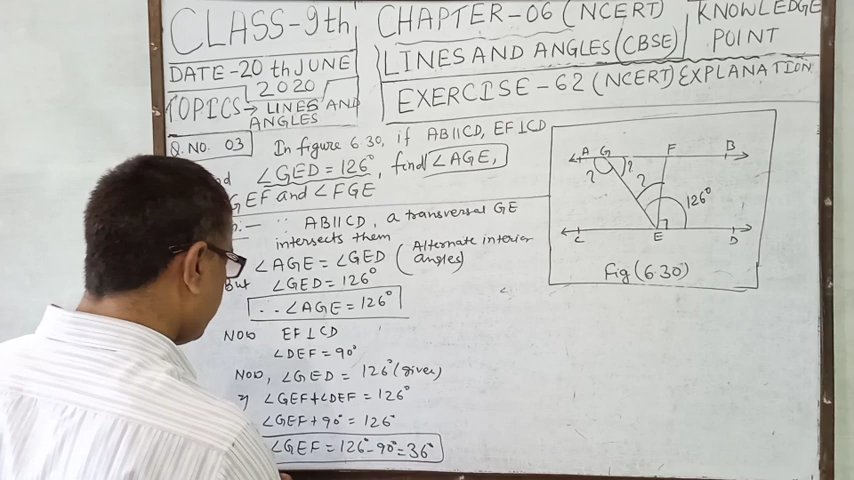 CLASS-9th
CHAPTER-06 (NCERT)
LINES AND ANGLES (CBSE)
KNOWLEDGE
POINT
DATE-20 thJUNE
2020
TOPICS→ LINES AND
ANGLES
EXERCISE-62 (NCERT) EXPLANATION
Q. NO. 03
In figure 6.30, if AB||CD, EF⊥CD
∠GED = 126°, find ∠AGE,
GEF and ∠FGE
∵ AB||CD, a transversal GE
intersects them
∠AGE = ∠GED (Alternate interior
angles)
But ∠GED = 126°
∴ ∠AGE = 126°
Now EF⊥CD
∠DEF = 90°
Now, ∠GED = 126° (given)
∠GEF+∠DEF = 126°
∠GEF+90° = 126°
∠GEF = 126°-90° = 36°
A G F B
? ? ?
126°
C E D
Fig (6.30)